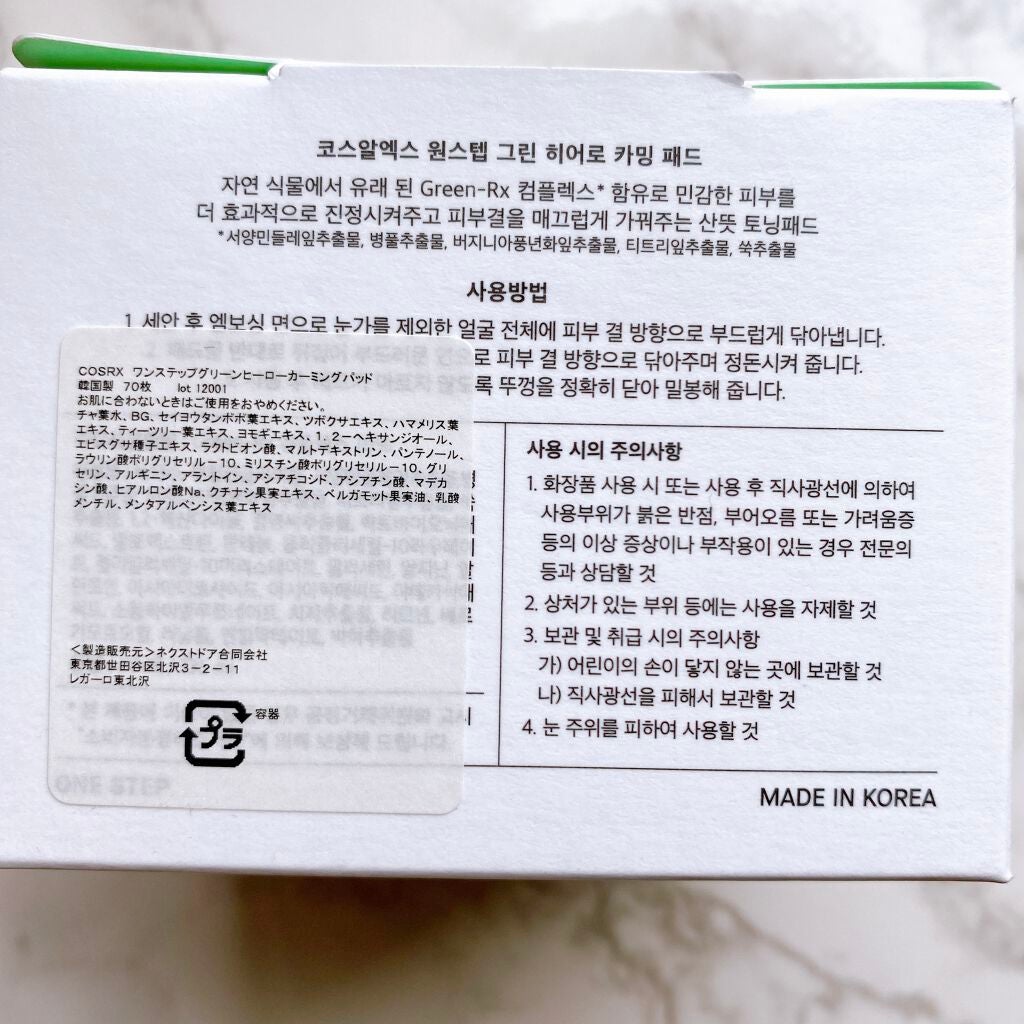 코스알엑스 원스텝 그린 히어로 카밍 패드
자연 식물에서 유래 된 Green-Rx 컴플렉스* 함유로 민감한 피부를
더 효과적으로 진정시켜주고 피부결을 매끄럽게 가꿔주는 산뜻 토닝패드
*서양민들레잎추출물, 병풀추출물, 버지니아풍년화잎추출물, 티트리잎추출물, 쑥추출물
사용방법
1. 세안 후 엠보싱 면으로 눈가를 제외한 얼굴 전체에 피부 결 방향으로 부드럽게 닦아냅니다.
로 피부 결 방향으로 닦아주며 정돈시켜 줍니다.
록 뚜껑을 정확히 닫아 밀봉해 줍니다.
COSRX ワンステップグリーンヒーローカーミングパッド
韓国製 70枚 lot 12001
お肌に合わないときはご使用をおやめください。
チャ葉水、BG、セイヨウタンポポ葉エキス、ツボクサエキス、ハマメリス葉
エキス、ティーツリー葉エキス、ヨモギエキス、1、2-ヘキサンジオール、
エビスグサ種子エキス、ラクトビオン酸、マルトデキストリン、パンテノール、
ラウリン酸ポリグリセリル-10、ミリスチン酸ポリグリセリル-10、グリ
セリン、アルギニン、アラントイン、アシアチコシド、アシアチン酸、マデカ
シン酸、ヒアルロン酸Na、クチナシ果実エキス、ベルガモット果実油、乳酸
メンチル、メンタアルベンシス葉エキス
<製造販売元>ネクストドア合同会社
東京都世田谷区北沢3-2-11
レガーロ東北沢
プラ 容器
ONE STEP
사용 시의 주의사항
1. 화장품 사용 시 또는 사용 후 직사광선에 의하여
사용부위가 붉은 반점, 부어오름 또는 가려움증
등의 이상 증상이나 부작용이 있는 경우 전문의
등과 상담할 것
2. 상처가 있는 부위 등에는 사용을 자제할 것
3. 보관 및 취급 시의 주의사항
가) 어린이의 손이 닿지 않는 곳에 보관할 것
나) 직사광선을 피해서 보관할 것
4. 눈 주위를 피하여 사용할 것
MADE IN KOREA